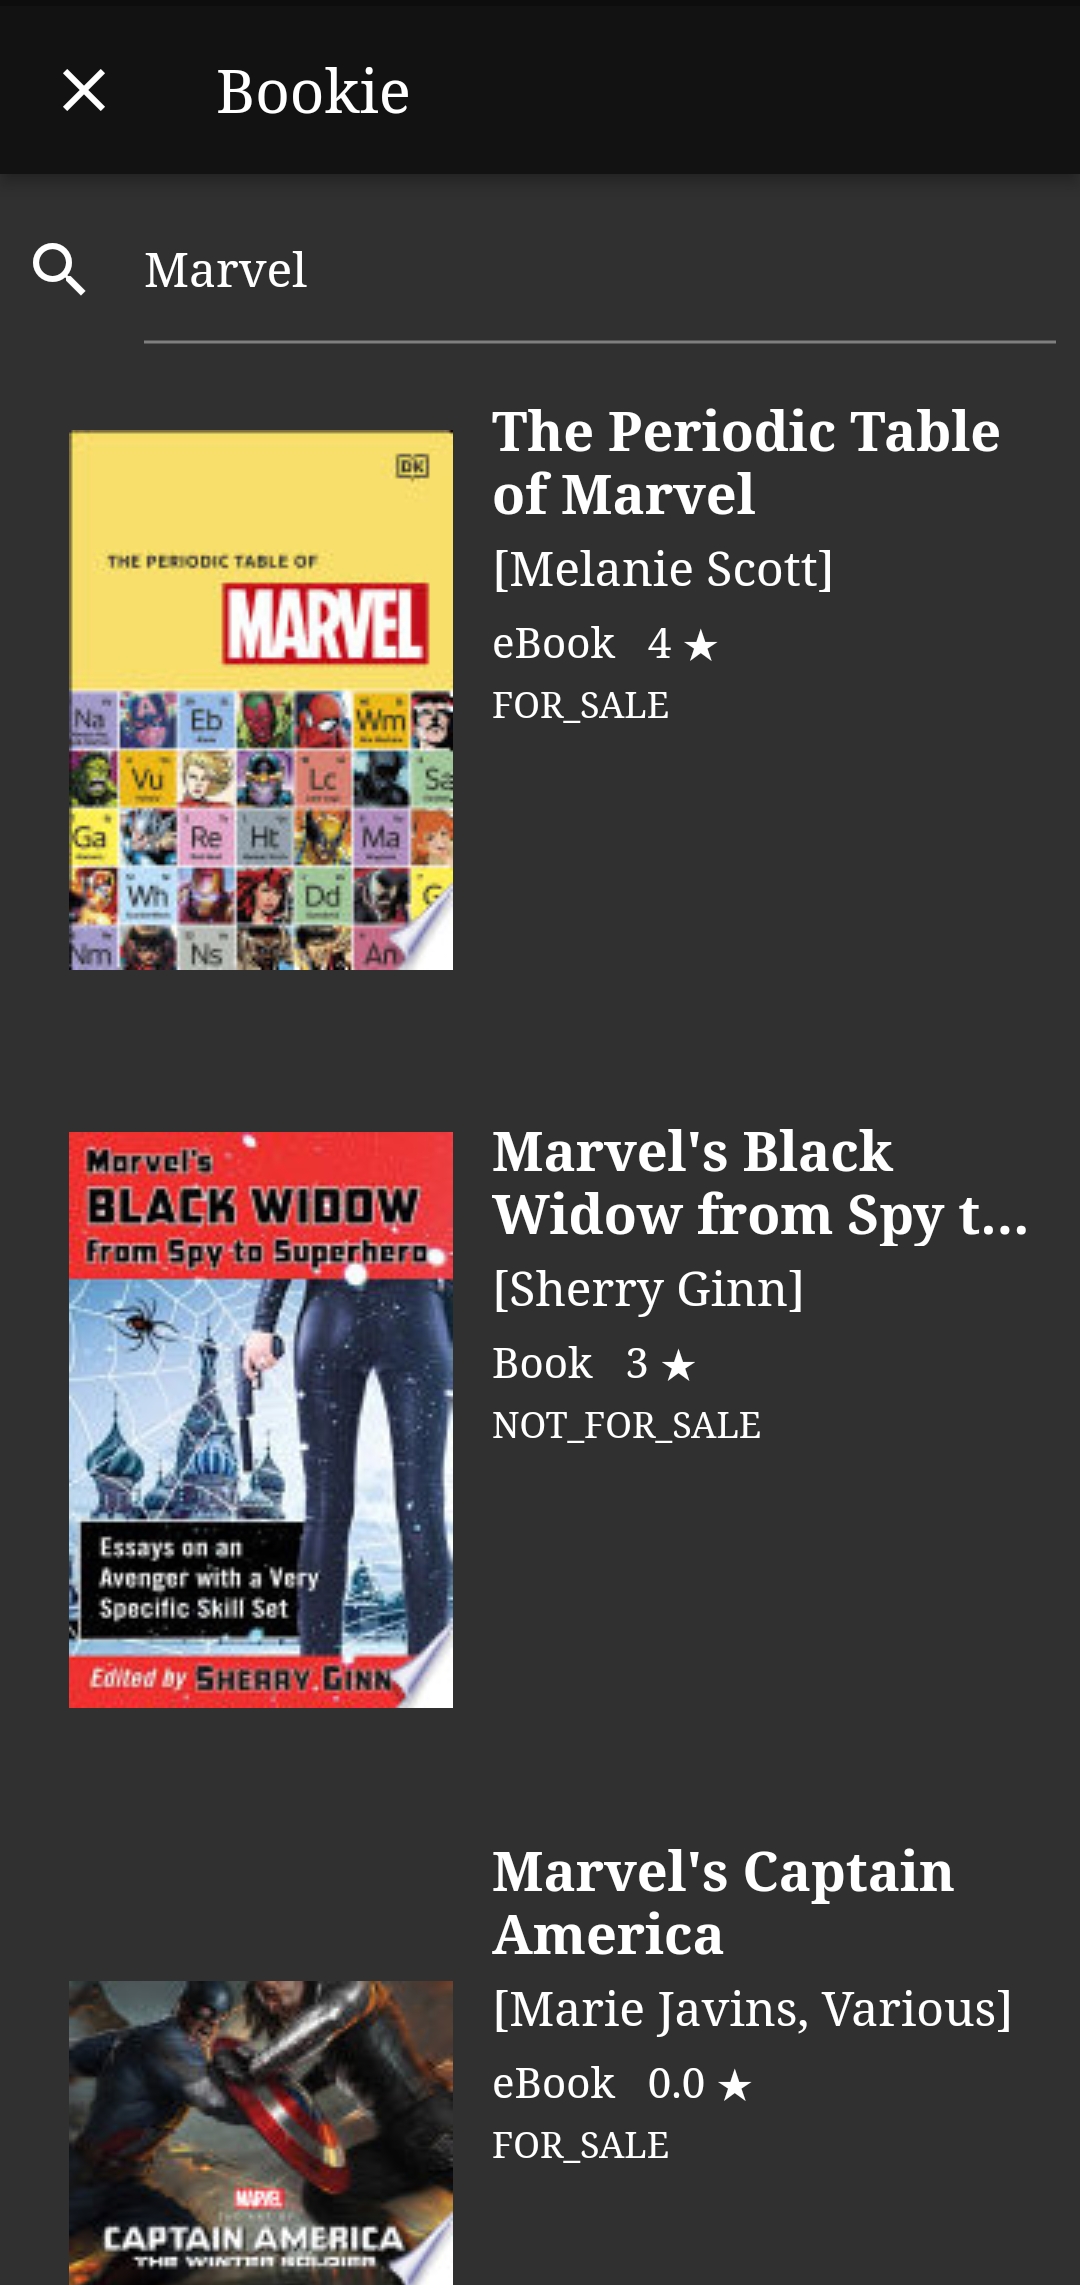 Bookie
Marvel
The Periodic Table
of Marvel
[Melanie Scott]
eBook 4 ★
FOR_SALE
DK
THE PERIODIC TABLE OF
MARVEL
Na Eb Wm
Vu Lc Sa
Ga Re Ht Ma
Wh Dd G
Nm Ns An
Marvel's Black
Widow from Spy t...
[Sherry Ginn]
Book 3 ★
NOT_FOR_SALE
Marvel's
BLACK WIDOW
From Spy to Superhero
Essays on an
Avenger with a Very
Specific Skill Set
Edited by SHERRY GINN
Marvel's Captain
America
[Marie Javins, Various]
eBook 0.0 ★
FOR_SALE
MARVEL
CAPTAIN AMERICA
THE WINTER SOLDIER